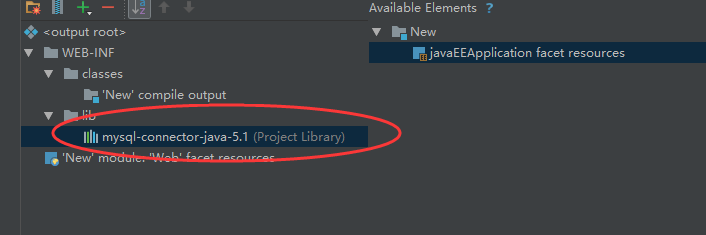 <output root>
WEB-INF
classes
'New' compile output
lib
mysql-connector-java-5.1 (Project Library)
'New' module: 'Web' facet resources
Available Elements ?
New
javaEEApplication facet resources